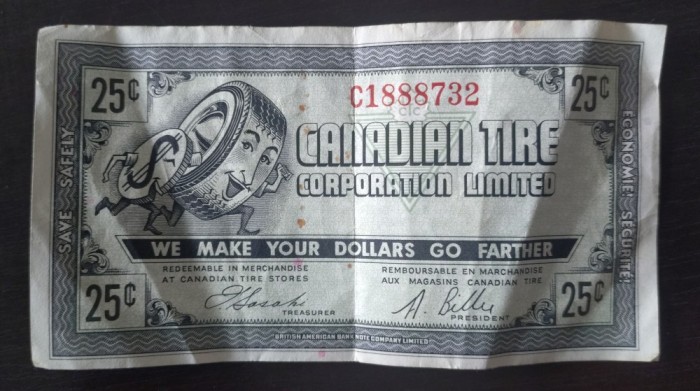 25¢
C1888732
25¢
CTC
CANADIAN TIRE
CORPORATION LIMITED
SAVE SAFELY
ÉCONOMIE! SÉCURITÉ!
WE MAKE YOUR DOLLARS GO FARTHER
REDEEMABLE IN MERCHANDISE
AT CANADIAN TIRE STORES
REMBOURSABLE EN MARCHANDISE
AUX MAGASINS CANADIAN TIRE
25¢
TREASURER
A. Billes
PRESIDENT
25¢
BRITISH AMERICAN BANK NOTE COMPANY LIMITED